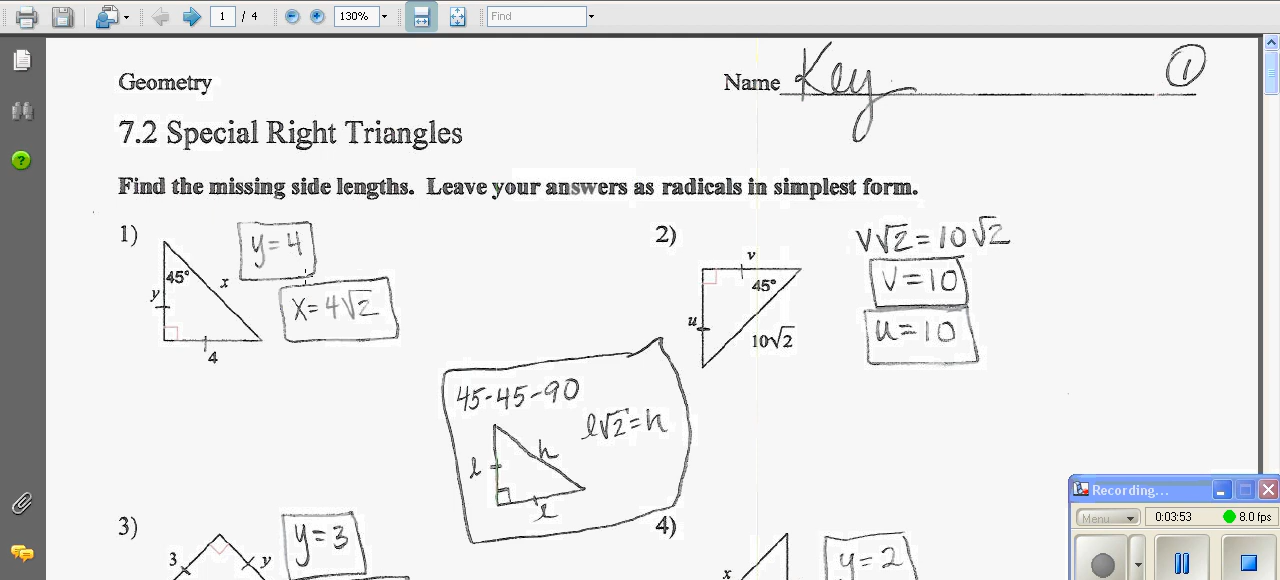 1 / 4
130%
Find
Geometry
Name Key
1
7.2 Special Right Triangles
Find the missing side lengths. Leave your answers as radicals in simplest form.
1)
45°
y
x
4
y=4
x=4√2
2)
v
45°
u
10√2
v√2=10√2
v=10
u=10
45-45-90
l√2=h
h
l
l
3)
3
y
y=3
4)
x
y=2
Recording...
Menu
0:03:53
8.0 fps